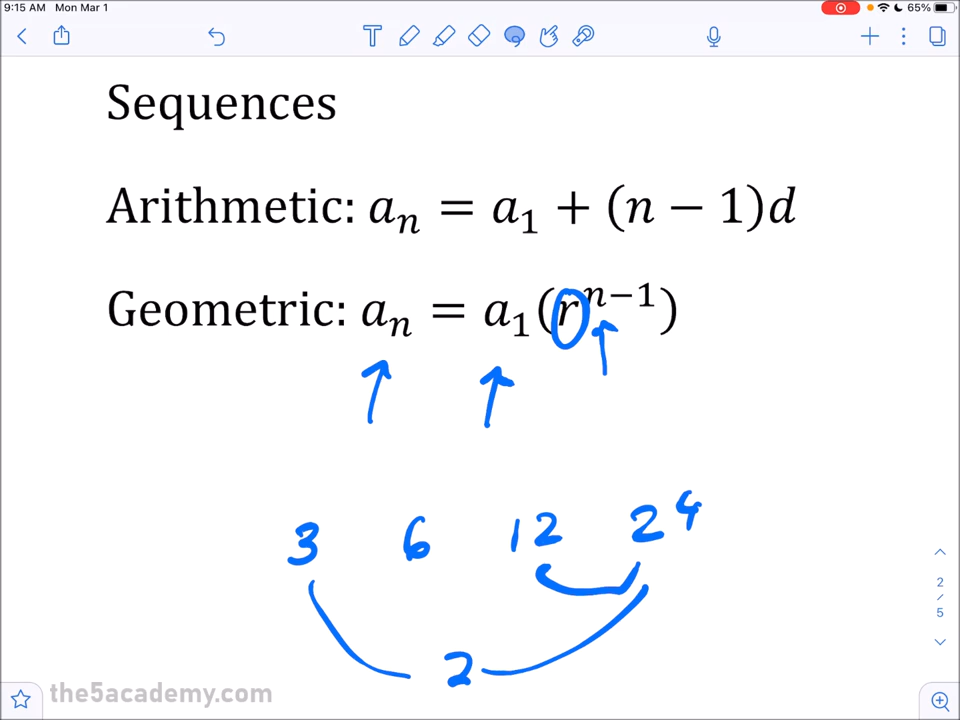 9:15 AM Mon Mar 1
65%
Sequences
Arithmetic: aₙ = a₁ + (n − 1)d
Geometric: aₙ = a₁(rⁿ⁻¹)
3 6 12 24
2
2
/
5
the5academy.com